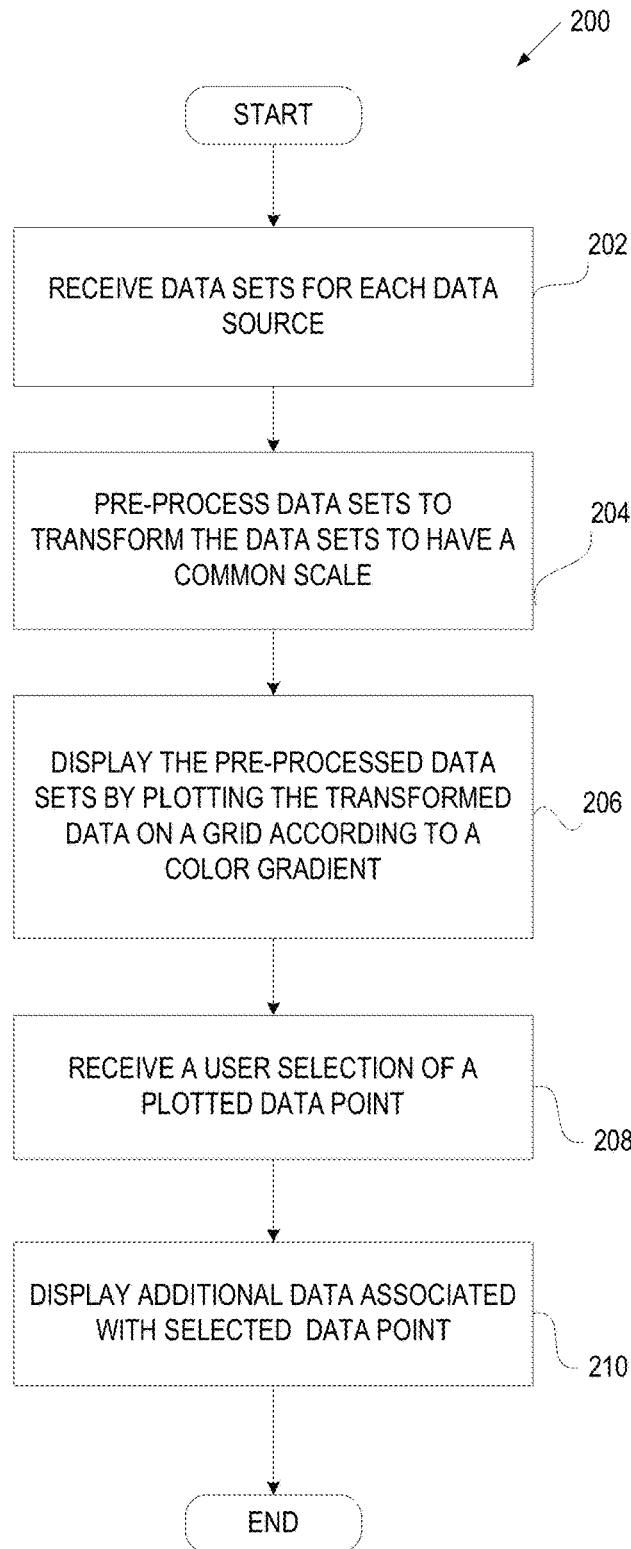 200
START
202
RECEIVE DATA SETS FOR EACH DATA
SOURCE
PRE-PROCESS DATA SETS TO
TRANSFORM THE DATA SETS TO HAVE A
COMMON SCALE
204
DISPLAY THE PRE-PROCESSED DATA
SETS BY PLOTTING THE TRANSFORMED
DATA ON A GRID ACCORDING TO A
COLOR GRADIENT
206
RECEIVE A USER SELECTION OF A
PLOTTED DATA POINT
208
DISPLAY ADDITIONAL DATA ASSOCIATED
WITH SELECTED DATA POINT
210
END